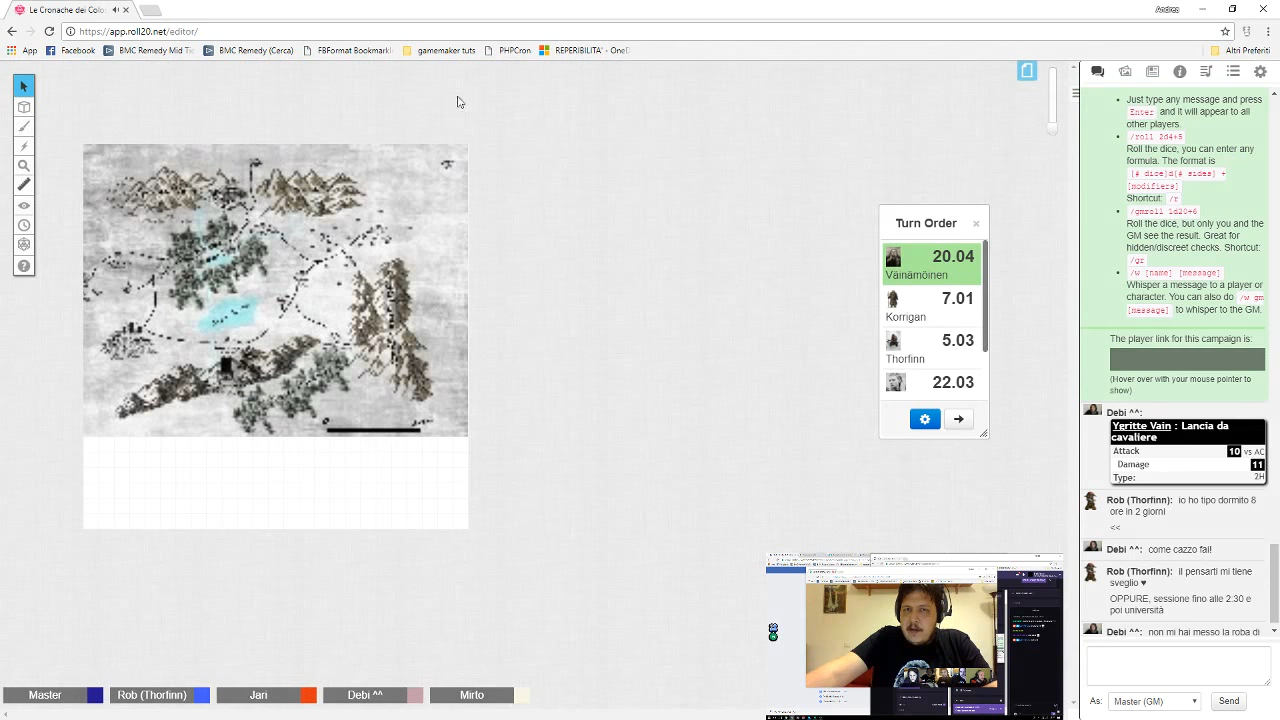 Le Cronache dei Colos
Andrea
https://app.roll20.net/editor/
App
Facebook
BMC Remedy Mid Tie
BMC Remedy (Cerca)
FBFormat Bookmarkl
gamemaker tuts
PHPCron
REPERIBILITA' - OneD
Altri Preferiti
Turn Order
20.04
Väinämöinen
7.01
Korrigan
5.03
Thorfinn
22.03
Just type any message and press
Enter and it will appear to all
other players.
/roll 2d4+5
Roll the dice, you can enter any
formula. The format is
[# dice]d[# sides] +
[modifiers]
Shortcut: /r
/gmroll 1d20+6
Roll the dice, but only you and the
GM see the result. Great for
hidden/discreet checks. Shortcut:
/gr
/w [name] [message]
Whisper a message to a player or
character. You can also do /w gm
[message] to whisper to the GM.
The player link for this campaign is:
(Hover over with your mouse pointer to
show)
Debi ^^:
Ygritte Vain : Lancia da
cavaliere
Attack 10 vs AC
Damage 11
Type: 2H
Rob (Thorfinn): io ho tipo dormito 8
ore in 2 giorni
<<
Debi ^^: come cazzo fai!
Rob (Thorfinn): il pensarti mi tiene
sveglio ♥
OPPURE, sessione fino alle 2:30 e
poi università
Debi ^^: non mi hai messo la roba di
As: Master (GM) Send
Master
Rob (Thorfinn)
Jari
Debi ^^
Mirto